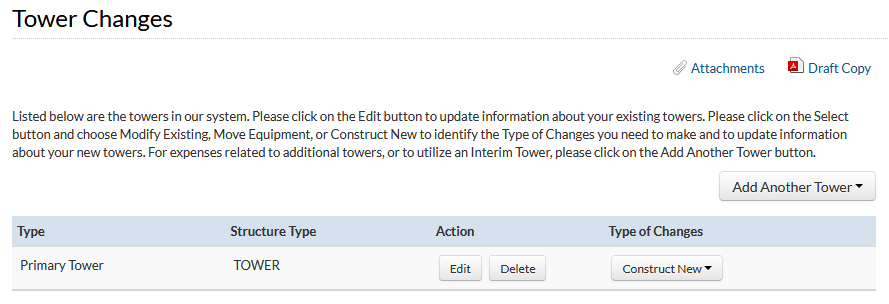 Tower Changes
Attachments
Draft Copy
Listed below are the towers in our system. Please click on the Edit button to update information about your existing towers. Please click on the Select
button and choose Modify Existing, Move Equipment, or Construct New to identify the Type of Changes you need to make and to update information
about your new towers. For expenses related to additional towers, or to utilize an Interim Tower, please click on the Add Another Tower button.
Add Another Tower
Type Structure Type Action Type of Changes
Primary Tower TOWER Edit Delete Construct New